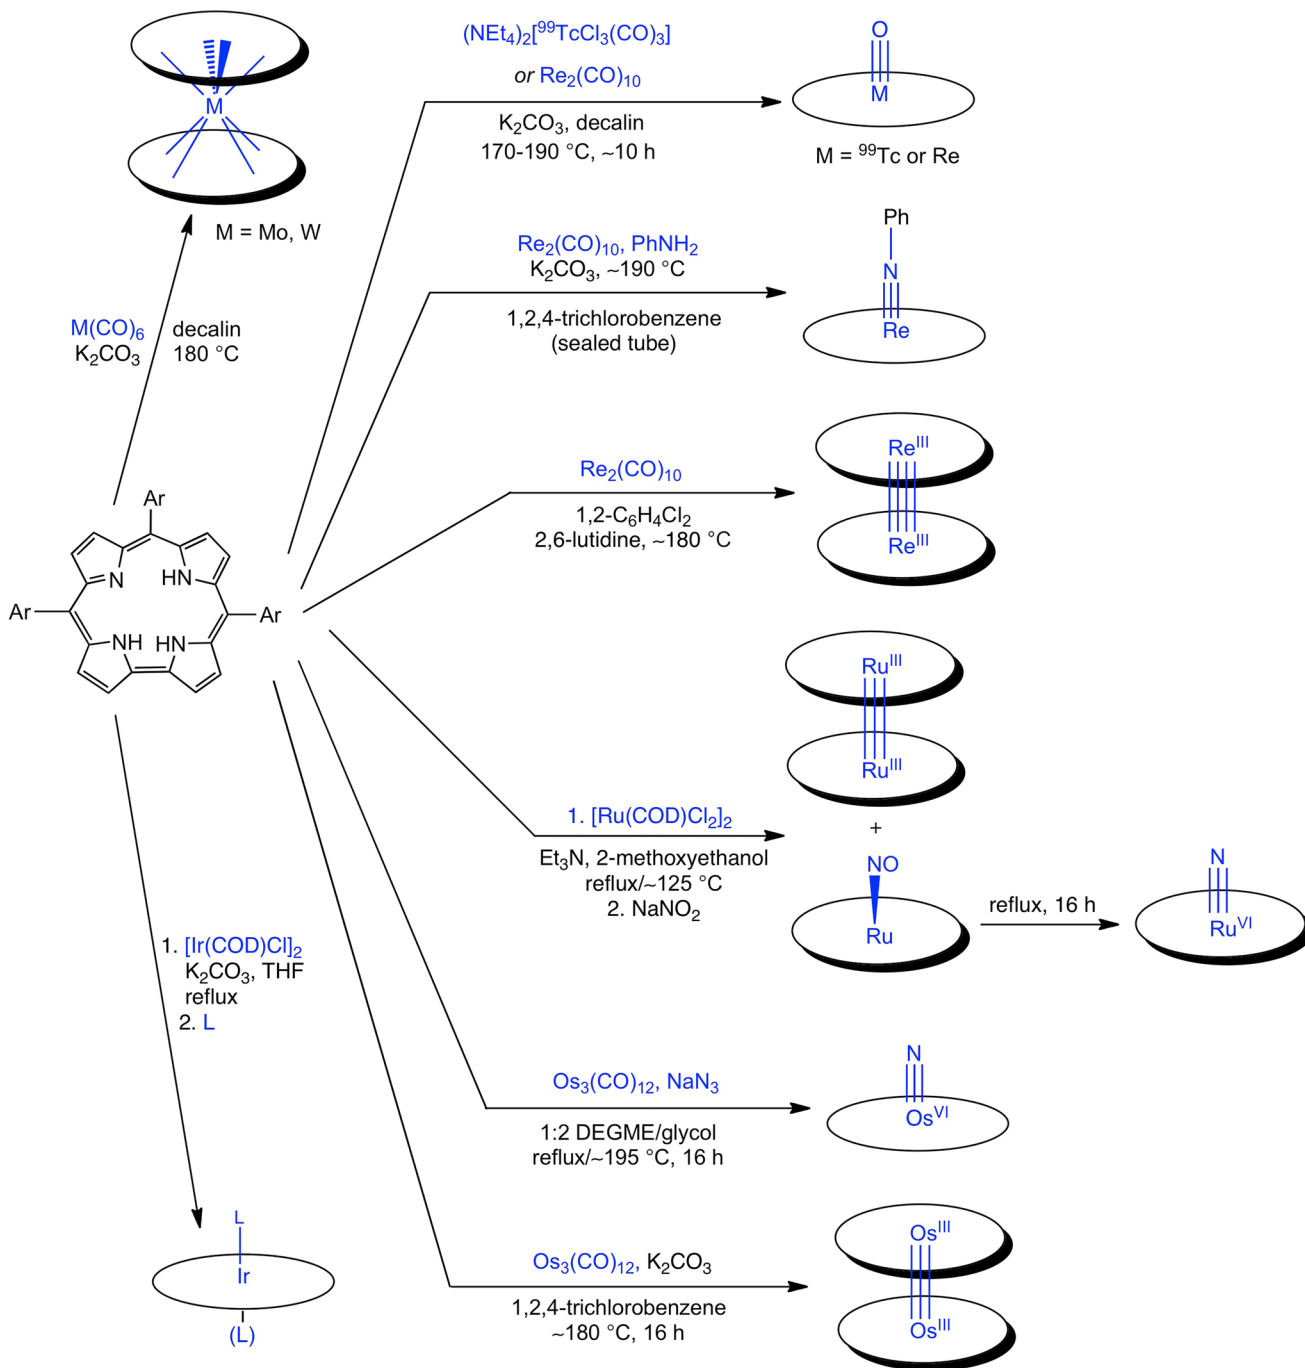 (NEt4)2[99TcCl3(CO)3]
or Re2(CO)10
K2CO3, decalin
170-190 °C, ~10 h
O
M
M = 99Tc or Re
M
M = Mo, W
M(CO)6 decalin
K2CO3 180 °C
Re2(CO)10, PhNH2
K2CO3, ~190 °C
1,2,4-trichlorobenzene
(sealed tube)
Ph
N
Re
Re2(CO)10
1,2-C6H4Cl2
2,6-lutidine, ~180 °C
ReIII
ReIII
Ar
N HN
Ar Ar
NH HN
RuIII
RuIII
+
1. [Ru(COD)Cl2]2
Et3N, 2-methoxyethanol
reflux/~125 °C
2. NaNO2
NO
Ru
reflux, 16 h
N
RuVI
1. [Ir(COD)Cl]2
K2CO3, THF
reflux
2. L
Os3(CO)12, NaN3
1:2 DEGME/glycol
reflux/~195 °C, 16 h
N
OsVI
L
Ir
(L)
Os3(CO)12, K2CO3
1,2,4-trichlorobenzene
~180 °C, 16 h
OsIII
OsIII